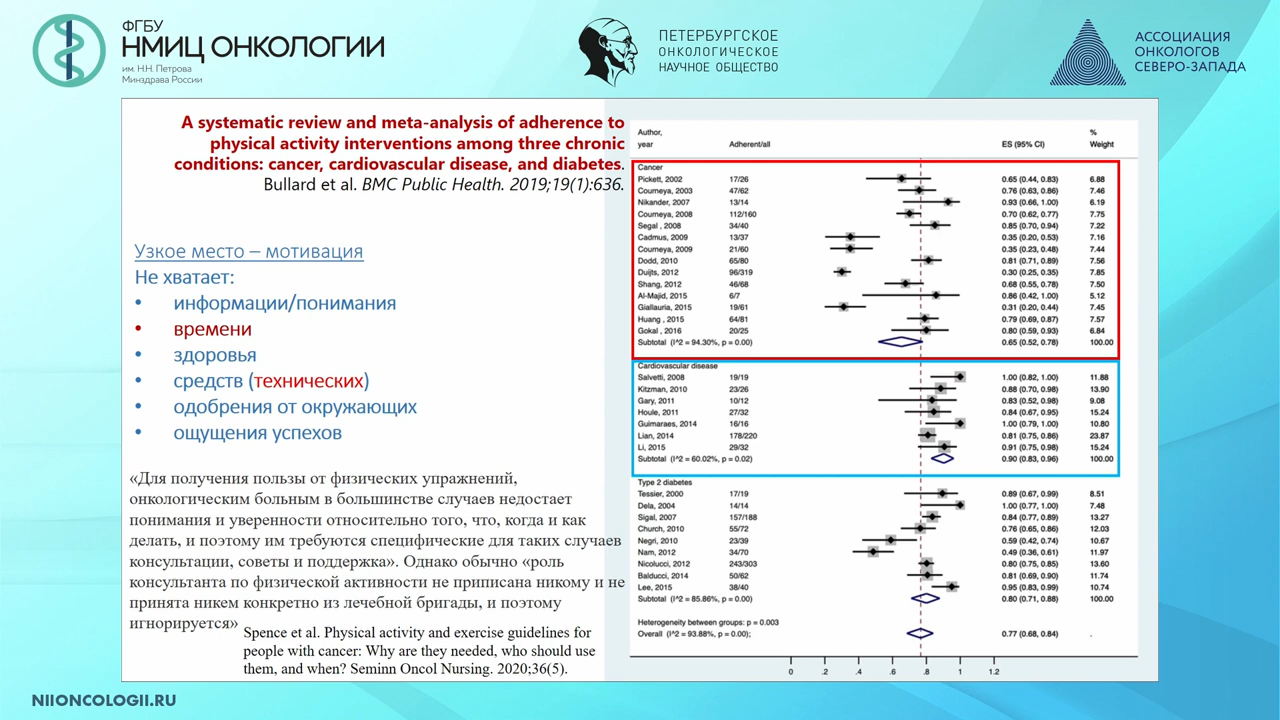 ФГБУ
НМИЦ ОНКОЛОГИИ
им. Н.Н. Петрова
Минздрава России
ПЕТЕРБУРГСКОЕ
ОНКОЛОГИЧЕСКОЕ
НАУЧНОЕ ОБЩЕСТВО
АССОЦИАЦИЯ
ОНКОЛОГОВ
СЕВЕРО-ЗАПАДА
A systematic review and meta-analysis of adherence to
physical activity interventions among three chronic
conditions: cancer, cardiovascular disease, and diabetes.
Bullard et al. BMC Public Health. 2019;19(1):636.
Узкое место – мотивация
Не хватает:
• информации/понимания
• времени
• здоровья
• средств (технических)
• одобрения от окружающих
• ощущения успехов
«Для получения пользы от физических упражнений,
онкологическим больным в большинстве случаев недостает
понимания и уверенности относительно того, что, когда и как
делать, и поэтому им требуются специфические для таких случаев
консультации, советы и поддержка». Однако обычно «роль
консультанта по физической активности не приписана никому и не
принята никем конкретно из лечебной бригады, и поэтому
игнорируется»
Spence et al. Physical activity and exercise guidelines for
people with cancer: Why are they needed, who should use
them, and when? Seminn Oncol Nursing. 2020;36(5).
Author,
year Adherent/all ES (95% CI) % Weight
Cancer
Pickett, 2002 17/26 0.65 (0.44, 0.83) 6.88
Courneya, 2003 47/62 0.76 (0.63, 0.86) 7.46
Nikander, 2007 13/14 0.93 (0.66, 1.00) 6.19
Courneya, 2008 112/160 0.70 (0.62, 0.77) 7.75
Segal , 2008 34/40 0.85 (0.70, 0.94) 7.22
Cadmus, 2009 13/37 0.35 (0.20, 0.53) 7.16
Courneya, 2009 21/60 0.35 (0.23, 0.48) 7.44
Dodd, 2010 65/80 0.81 (0.71, 0.89) 7.56
Duijts, 2012 96/319 0.30 (0.25, 0.35) 7.85
Shang, 2012 46/68 0.68 (0.55, 0.78) 7.50
Al-Majid, 2015 6/7 0.86 (0.42, 1.00) 5.12
Giallauria, 2015 19/61 0.31 (0.20, 0.44) 7.45
Huang , 2015 64/81 0.79 (0.69, 0.87) 7.57
Gokal , 2016 20/25 0.80 (0.59, 0.93) 6.84
Subtotal (I^2 = 94.30%, p = 0.00) 0.65 (0.52, 0.78) 100.00
Cardiovascular disease
Salvetti, 2008 19/19 1.00 (0.82, 1.00) 11.88
Kitzman, 2010 23/26 0.88 (0.70, 0.98) 13.90
Gary, 2011 10/12 0.83 (0.52, 0.98) 9.08
Houle, 2011 27/32 0.84 (0.67, 0.95) 15.24
Guimaraes, 2014 16/16 1.00 (0.79, 1.00) 10.80
Lian, 2014 178/220 0.81 (0.75, 0.86) 23.87
Li, 2015 29/32 0.91 (0.75, 0.98) 15.24
Subtotal (I^2 = 60.02%, p = 0.02) 0.90 (0.83, 0.96) 100.00
Type 2 diabetes
Tessier, 2000 17/19 0.89 (0.67, 0.99) 8.51
Dela, 2004 14/14 1.00 (0.77, 1.00) 7.48
Sigal, 2007 157/188 0.84 (0.77, 0.89) 13.27
Church, 2010 55/72 0.76 (0.65, 0.86) 12.03
Negri, 2010 23/39 0.59 (0.42, 0.74) 10.67
Nam, 2012 34/70 0.49 (0.36, 0.61) 11.97
Nicolucci, 2012 243/303 0.80 (0.75, 0.85) 13.60
Balducci, 2014 50/62 0.81 (0.69, 0.90) 11.74
Lee, 2015 38/40 0.95 (0.83, 0.99) 10.74
Subtotal (I^2 = 85.86%, p = 0.00) 0.80 (0.71, 0.88) 100.00
Heterogeneity between groups: p = 0.003
Overall (I^2 = 93.88%, p = 0.00); 0.77 (0.68, 0.84) .
0 .2 .4 .6 .8 1 1.2
NIIONCOLOGII.RU